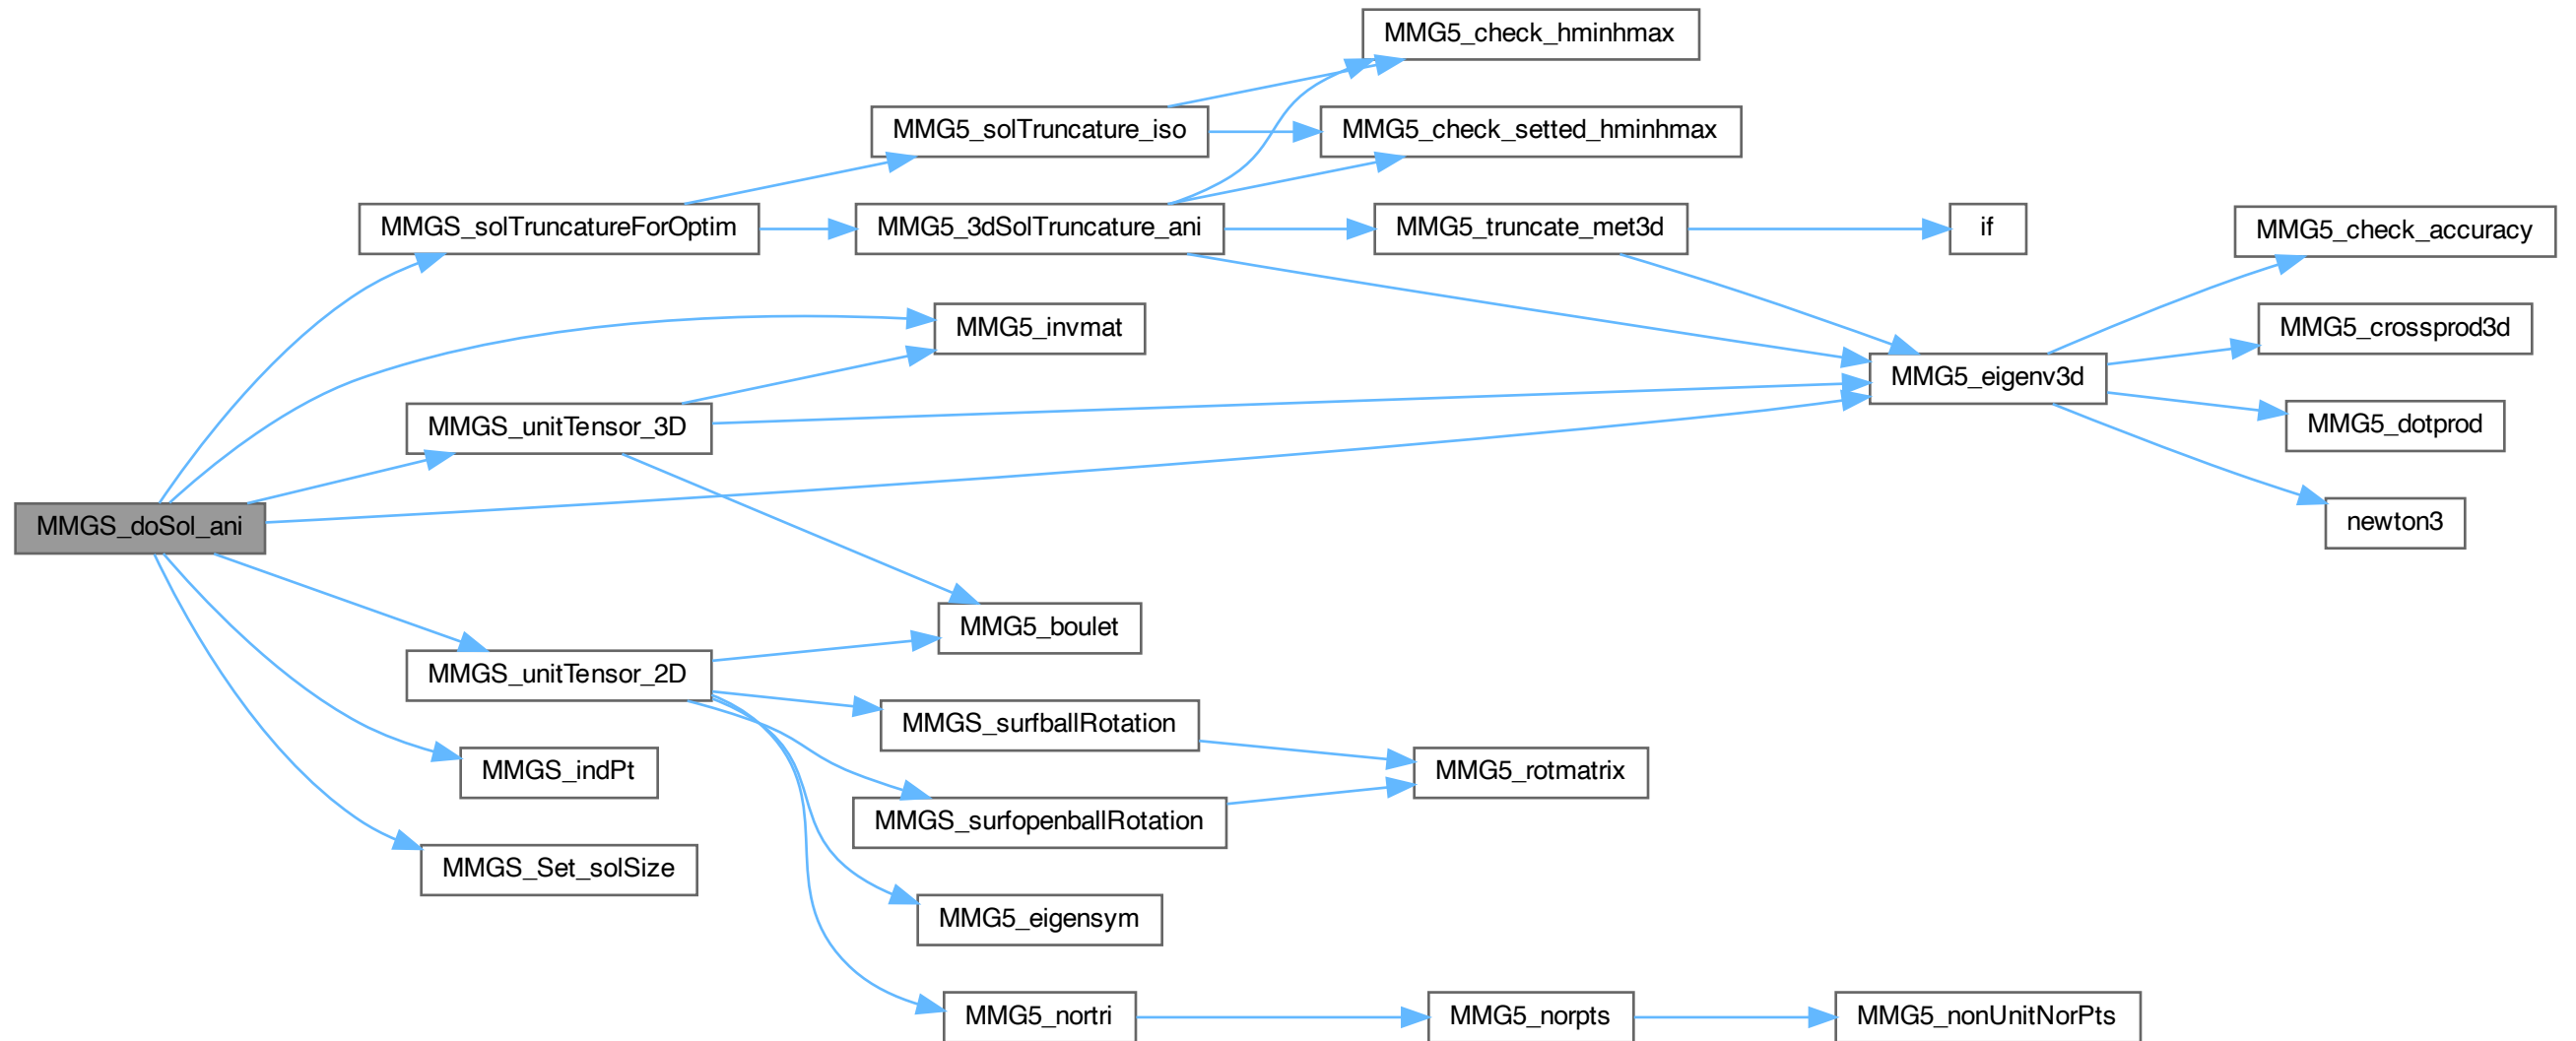 MMG5_check_hminhmax
MMG5_solTruncature_iso
MMG5_check_setted_hminhmax
MMGS_solTruncatureForOptim
MMG5_3dSolTruncature_ani
MMG5_truncate_met3d
if
MMG5_check_accuracy
MMG5_invmat
MMG5_crossprod3d
MMG5_eigenv3d
MMGS_unitTensor_3D
MMG5_dotprod
MMGS_doSol_ani
newton3
MMG5_boulet
MMGS_unitTensor_2D
MMGS_surfballRotation
MMGS_indPt
MMG5_rotmatrix
MMGS_surfopenballRotation
MMGS_Set_solSize
MMG5_eigensym
MMG5_nortri
MMG5_norpts
MMG5_nonUnitNorPts